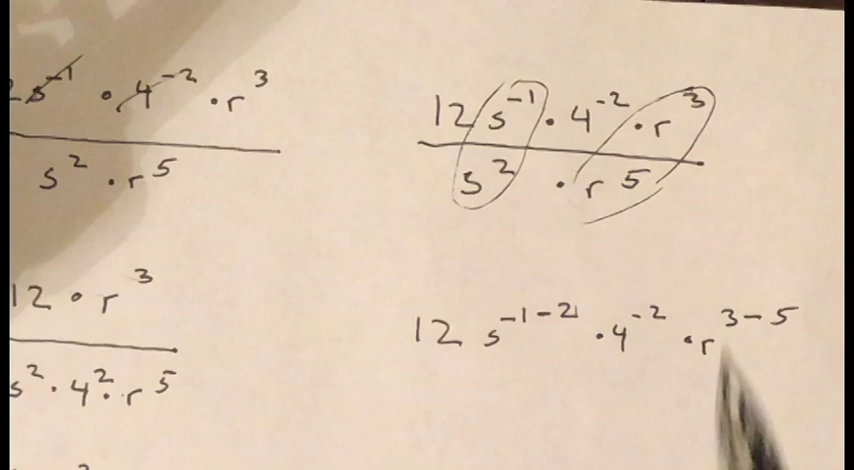 s⁻¹ · 4⁻² · r³
s² · r⁵
12 · r³
s² · 4² · r⁵
12 s⁻¹ · 4⁻² · r³
s² · r⁵
12 s⁻¹⁻² · 4⁻² · r³⁻⁵